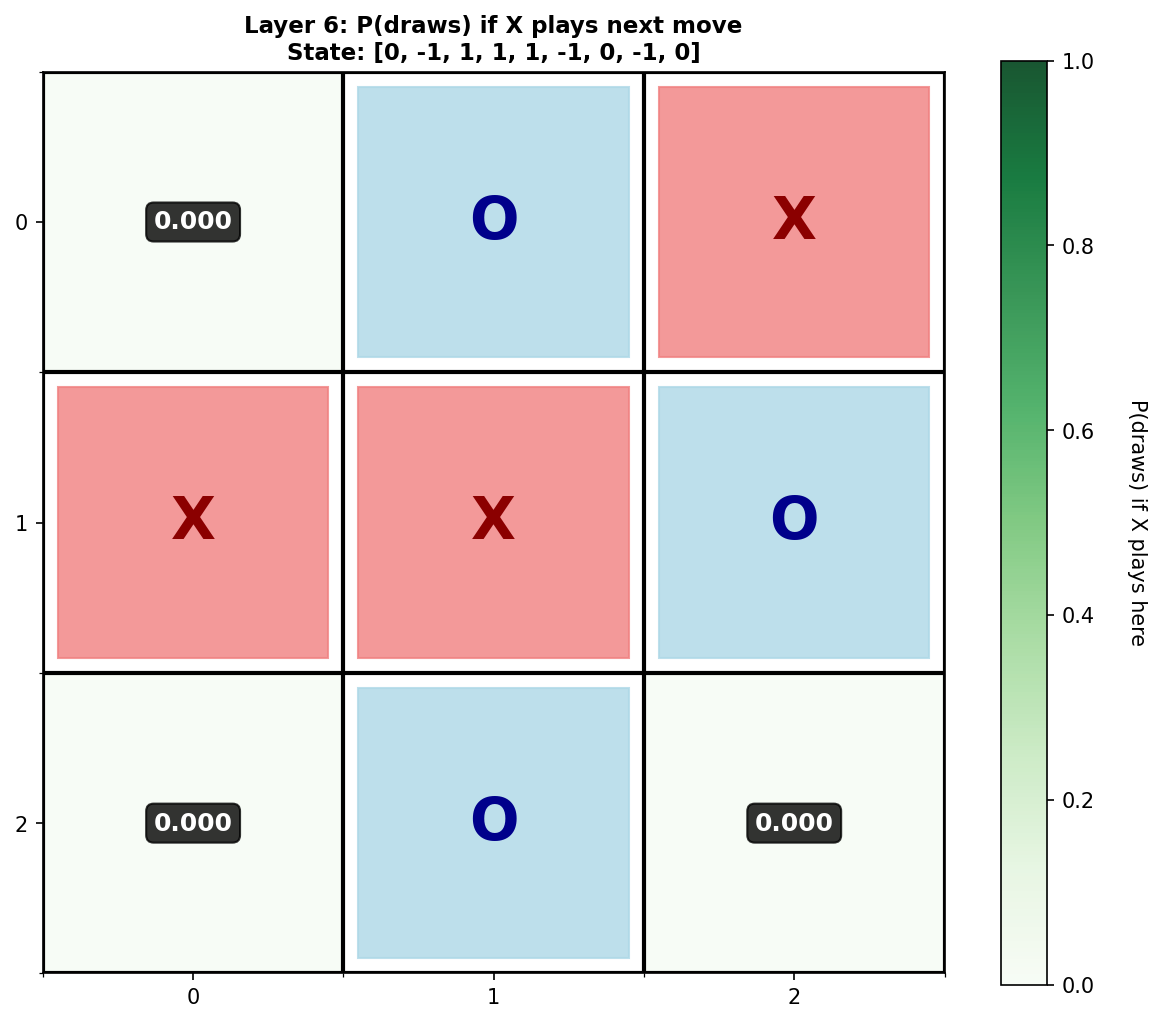 Layer 6: P(draws) if X plays next move
State: [0, -1, 1, 1, 1, -1, 0, -1, 0]
0 0.000 O X
1 X X O
2 0.000 O 0.000
0 1 2
1.0
0.8
0.6
0.4
0.2
0.0
P(draws) if X plays here